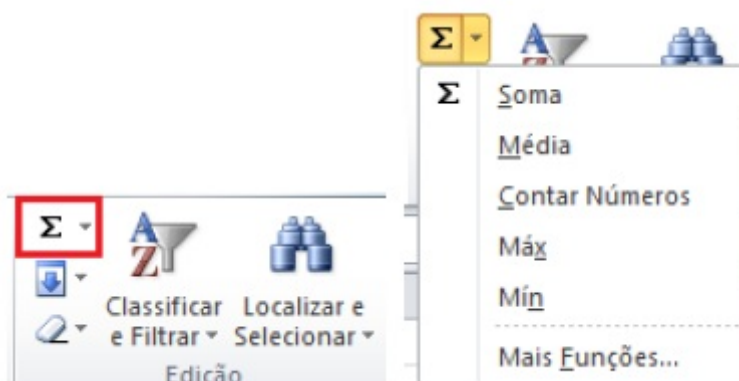 Σ
Classificar Localizar e
e Filtrar Selecionar
Edição
Σ
Σ Soma
Média
Contar Números
Máx
Mín
Mais Funções...